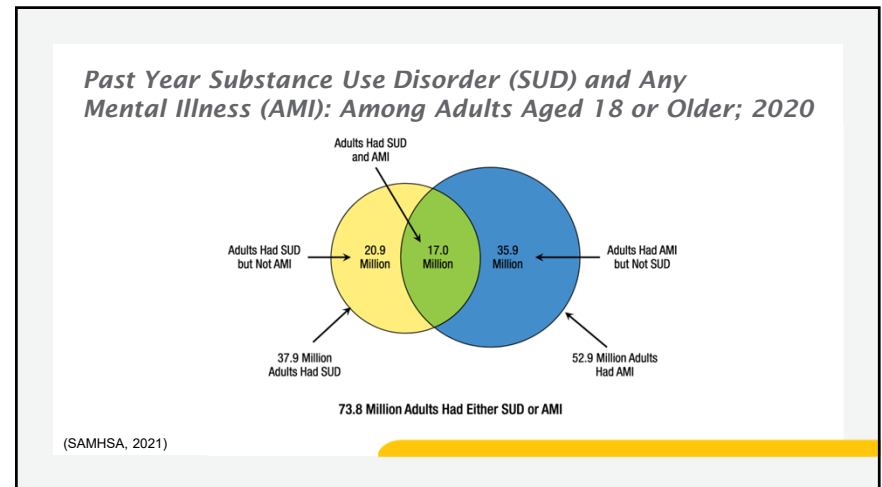 Past Year Substance Use Disorder (SUD) and Any
Mental Illness (AMI): Among Adults Aged 18 or Older; 2020
Adults Had SUD
and AMI
Adults Had SUD
but Not AMI
20.9
Million
17.0
Million
35.9
Million
Adults Had AMI
but Not SUD
37.9 Million
Adults Had SUD
52.9 Million Adults
Had AMI
73.8 Million Adults Had Either SUD or AMI
(SAMHSA, 2021)